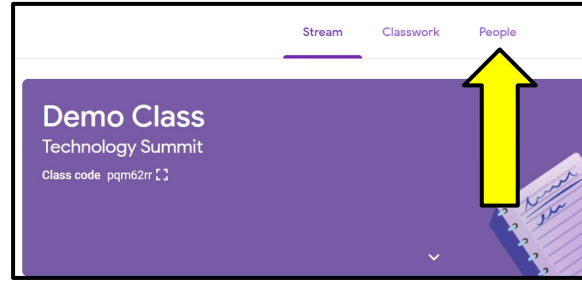 Stream Classwork People
Demo Class
Technology Summit
Class code pqm62rr